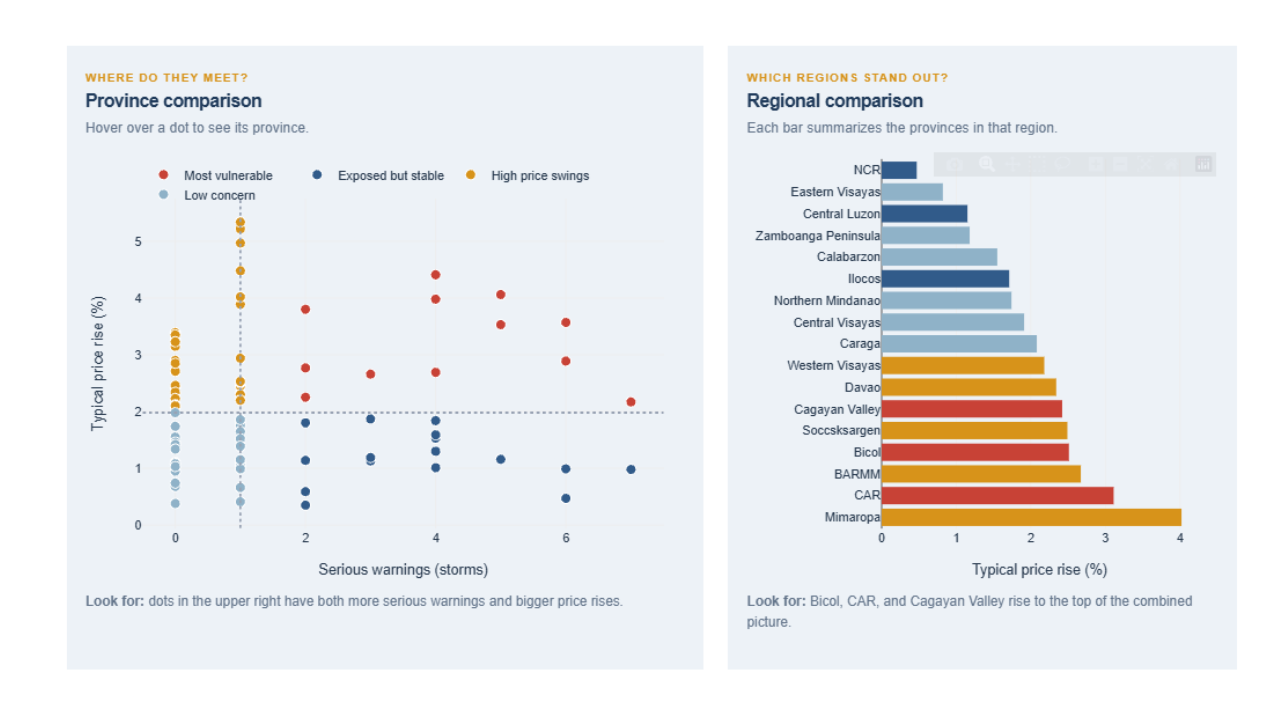 WHERE DO THEY MEET?
Province comparison
Hover over a dot to see its province.
Most vulnerable
Exposed but stable
High price swings
Low concern
5
4
3
2
1
0
Typical price rise (%)
0
2
4
6
Serious warnings (storms)
Look for: dots in the upper right have both more serious warnings and bigger price rises.
WHICH REGIONS STAND OUT?
Regional comparison
Each bar summarizes the provinces in that region.
NCR
Eastern Visayas
Central Luzon
Zamboanga Peninsula
Calabarzon
Ilocos
Northern Mindanao
Central Visayas
Caraga
Western Visayas
Davao
Cagayan Valley
Soccsksargen
Bicol
BARMM
CAR
Mimaropa
0
1
2
3
4
Typical price rise (%)
Look for: Bicol, CAR, and Cagayan Valley rise to the top of the combined
picture.